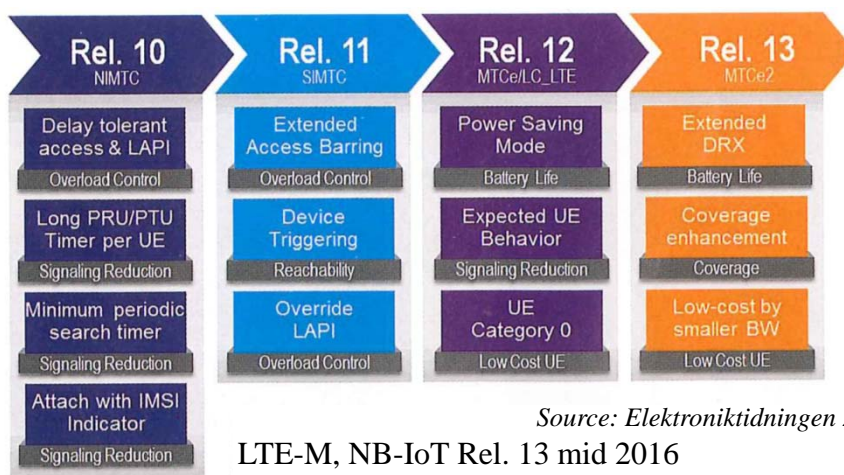 Rel. 10
NIMTC
Delay tolerant
access & LAPI
Overload Control
Long PRU/PTU
Timer per UE
Signaling Reduction
Minimum periodic
search timer
Signaling Reduction
Attach with IMSI
Indicator
Signaling Reduction
Rel. 11
SIMTC
Extended
Access Barring
Overload Control
Device
Triggering
Reachability
Override
LAPI
Overload Control
Rel. 12
MTCe/LC_LTE
Power Saving
Mode
Battery Life
Expected UE
Behavior
Signaling Reduction
UE
Category 0
Low Cost UE
Rel. 13
MTCe2
Extended
DRX
Battery Life
Coverage
enhancement
Coverage
Low-cost by
smaller BW
Low Cost UE
Source: Elektroniktidningen
LTE-M, NB-IoT Rel. 13 mid 2016